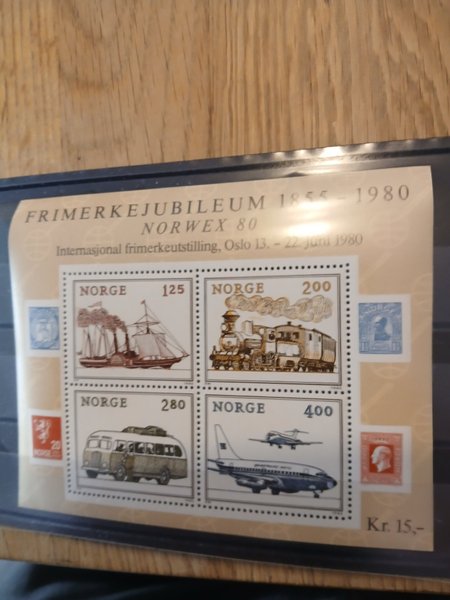 FRIMERKEJUBILEUM 1855 - 1980
NORWEX 80
Internasjonal frimerkeutstilling, Oslo 13. - 22. juni 1980
NORGE 125
NORGE 200
NORGE 280
NORGE 400
20
Kr. 15,-